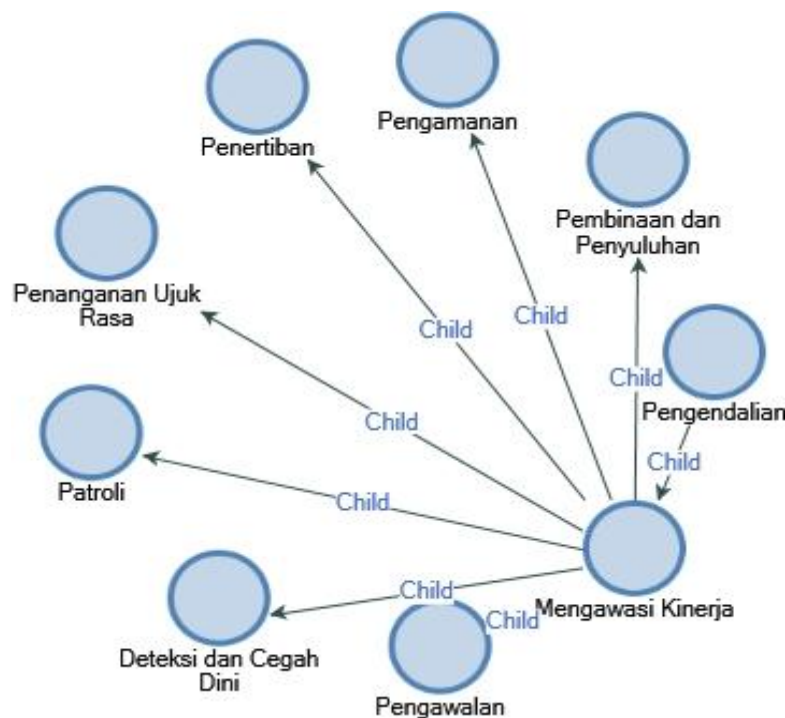 Pengamanan
Penertiban
Pembinaan dan
Penyuluhan
Penanganan Ujuk
Rasa
Child
Child
Child
Pengendalian
Child
Child
Patroli
Child
Child
Mengawasi Kinerja
Child
Deteksi dan Cegah
Dini
Pengawalan